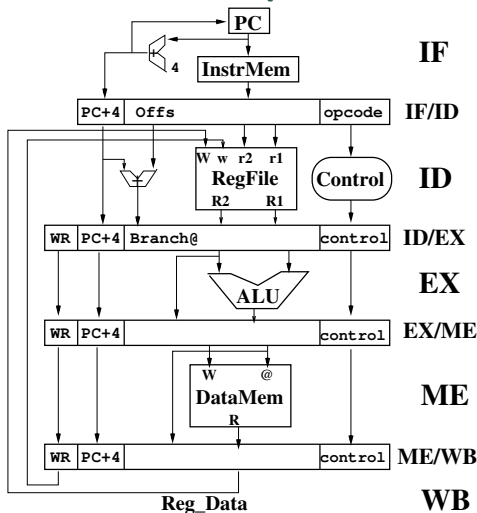 PC
IF
4
InstrMem
PC+4 Offs opcode IF/ID
W w r2 r1
RegFile
R2 R1
Control
ID
WR PC+4 Branch@ control ID/EX
EX
ALU
WR PC+4 control EX/ME
W @
DataMem
R
ME
WR PC+4 control ME/WB
Reg_Data
WB